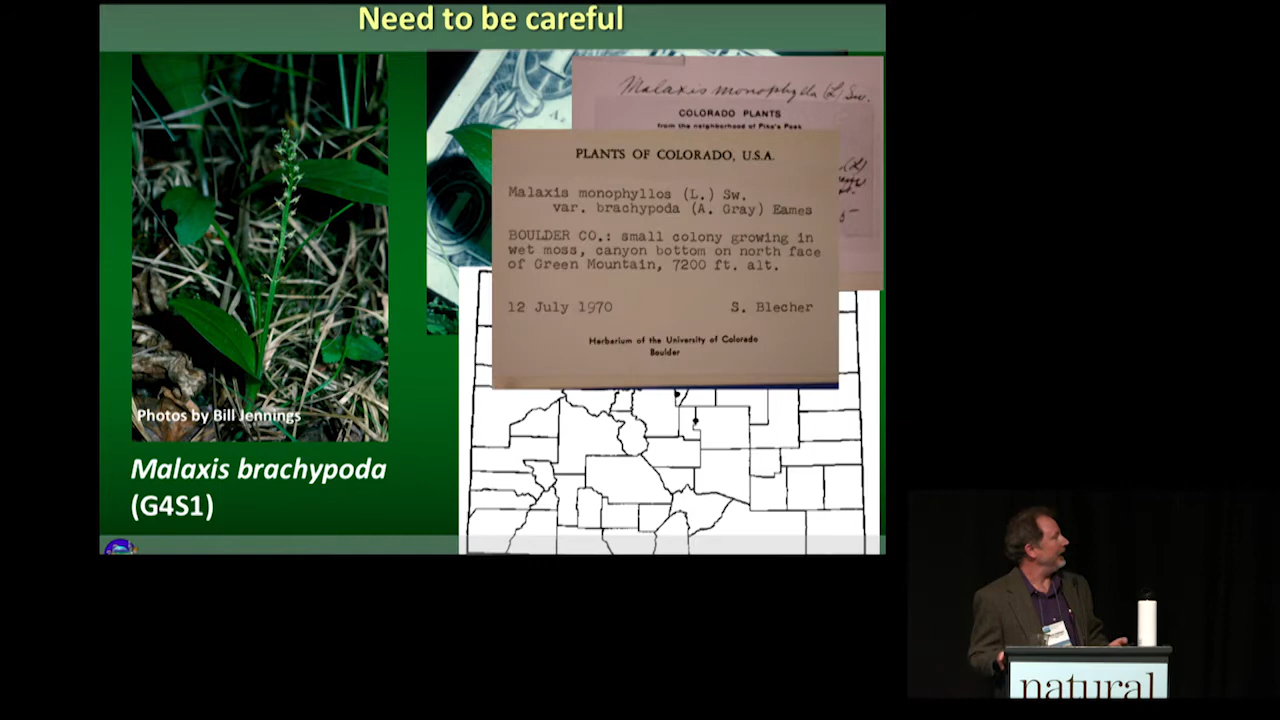 Need to be careful
Malaxis monophylla (L) Sw.
COLORADO PLANTS
from the neighborhood of Pike's Peak
(L)
PLANTS OF COLORADO, U.S.A.
Malaxis monophyllos (L.) Sw.
var. brachypoda (A. Gray) Eames
BOULDER CO.: small colony growing in
wet moss, canyon bottom on north face
of Green Mountain, 7200 ft. alt.
12 July 1970 S. Blecher
Herbarium of the University of Colorado
Boulder
1
Photos by Bill Jennings
Malaxis brachypoda
(G4S1)
natural